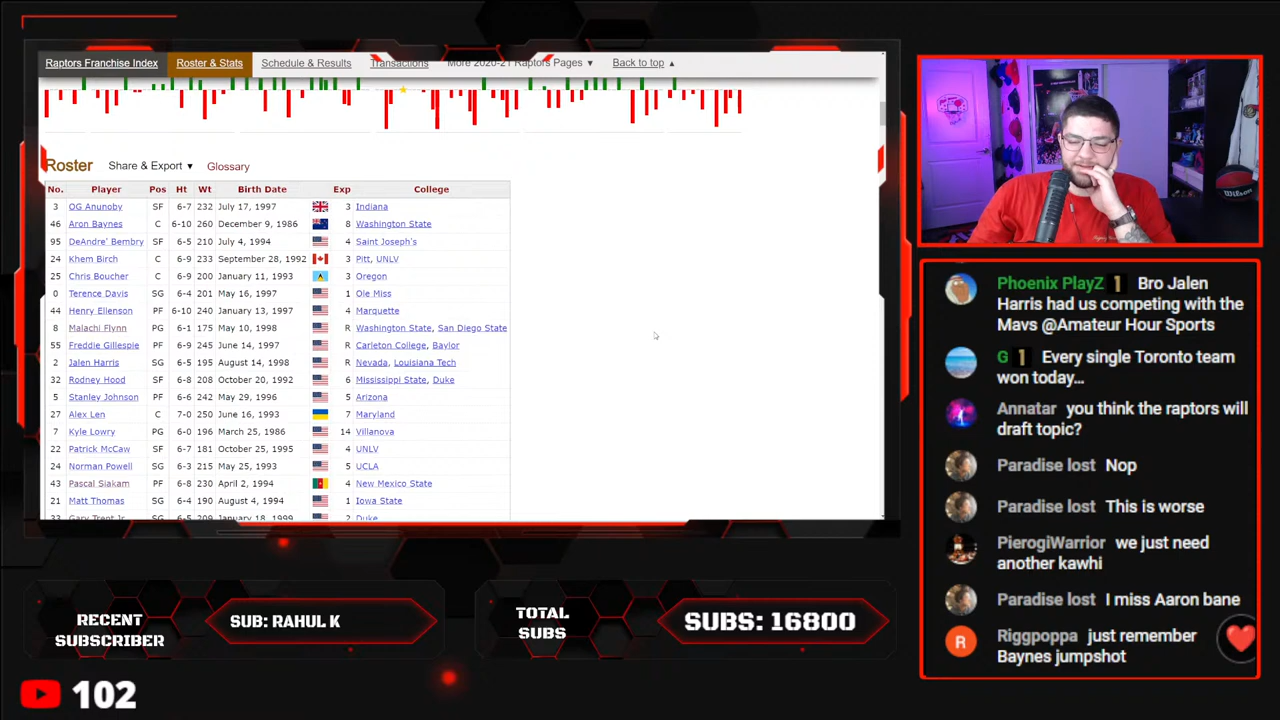 Raptors Franchise Index Roster & Stats Schedule & Results Transactions More 2020-21 Raptors Pages ▼ Back to top ▲
Roster Share & Export ▼ Glossary
No. Player Pos Ht Wt Birth Date Exp College
3 OG Anunoby SF 6-7 232 July 17, 1997 3 Indiana
46 Aron Baynes C 6-10 260 December 9, 1986 8 Washington State
95 DeAndre' Bembry SF 6-5 210 July 4, 1994 4 Saint Joseph's
24 Khem Birch C 6-9 233 September 28, 1992 3 Pitt, UNLV
25 Chris Boucher C 6-9 200 January 11, 1993 3 Oregon
0 Terence Davis SG 6-4 201 May 16, 1997 1 Ole Miss
44 Henry Ellenson PF 6-10 240 January 13, 1997 4 Marquette
8 Malachi Flynn PG 6-1 175 May 10, 1998 R Washington State, San Diego State
55 Freddie Gillespie PF 6-9 245 June 14, 1997 R Carleton College, Baylor
2 Jalen Harris SG 6-5 195 August 14, 1998 R Nevada, Louisiana Tech
32 Rodney Hood SF 6-8 208 October 20, 1992 6 Mississippi State, Duke
5 Stanley Johnson PF 6-6 242 May 29, 1996 5 Arizona
27 Alex Len C 7-0 250 June 16, 1993 7 Maryland
7 Kyle Lowry PG 6-0 196 March 25, 1986 14 Villanova
22 Patrick McCaw SF 6-7 181 October 25, 1995 4 UNLV
24 Norman Powell SG 6-3 215 May 25, 1993 5 UCLA
43 Pascal Siakam PF 6-8 230 April 2, 1994 4 New Mexico State
21 Matt Thomas SG 6-4 190 August 4, 1994 1 Iowa State
33 Gary Trent Jr. SG 6-5 209 January 18, 1999 2 Duke
Wilson
Phoenix PlayZ 1 Bro Jalen
Harris had us competing with the
Mavs @Amateur Hour Sports
G 1 Every single Toronto team
won today...
Annatar you think the raptors will
draft topic?
Paradise lost Nop
Paradise lost This is worse
PierogiWarrior we just need
another kawhi
Paradise lost I miss Aaron bane
R Riggpoppa just remember
Baynes jumpshot
RECENT
SUBSCRIBER
SUB: RAHUL K
TOTAL
SUBS
SUBS: 16800
102